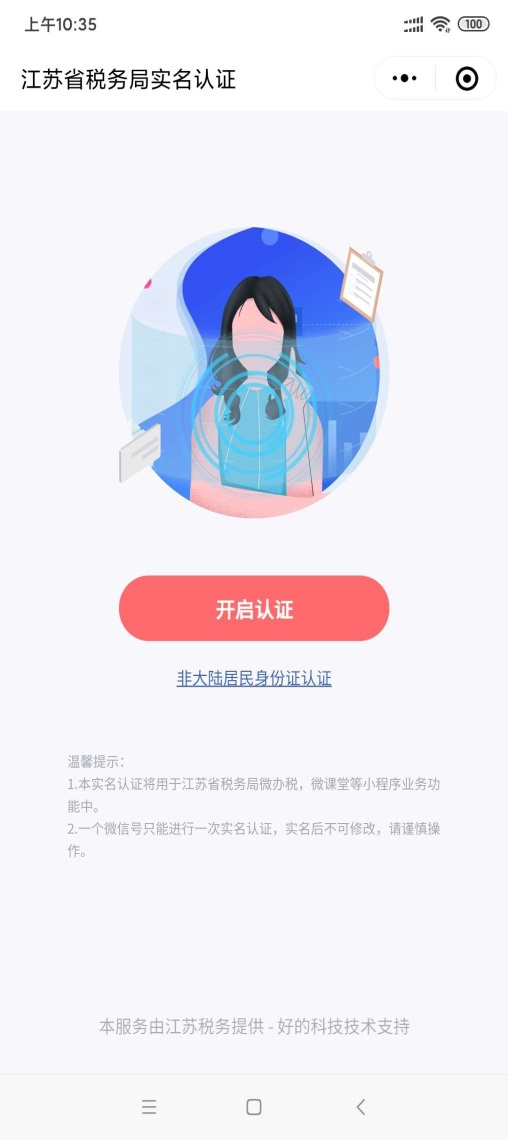 上午10:35
100
江苏省税务局实名认证
开启认证
非大陆居民身份证认证
温馨提示：
1.本实名认证将用于江苏省税务局微办税，微课堂等小程序业务功
能中。
2.一个微信号只能进行一次实名认证，实名后不可修改，请谨慎操
作。
本服务由江苏税务提供 - 好的科技技术支持